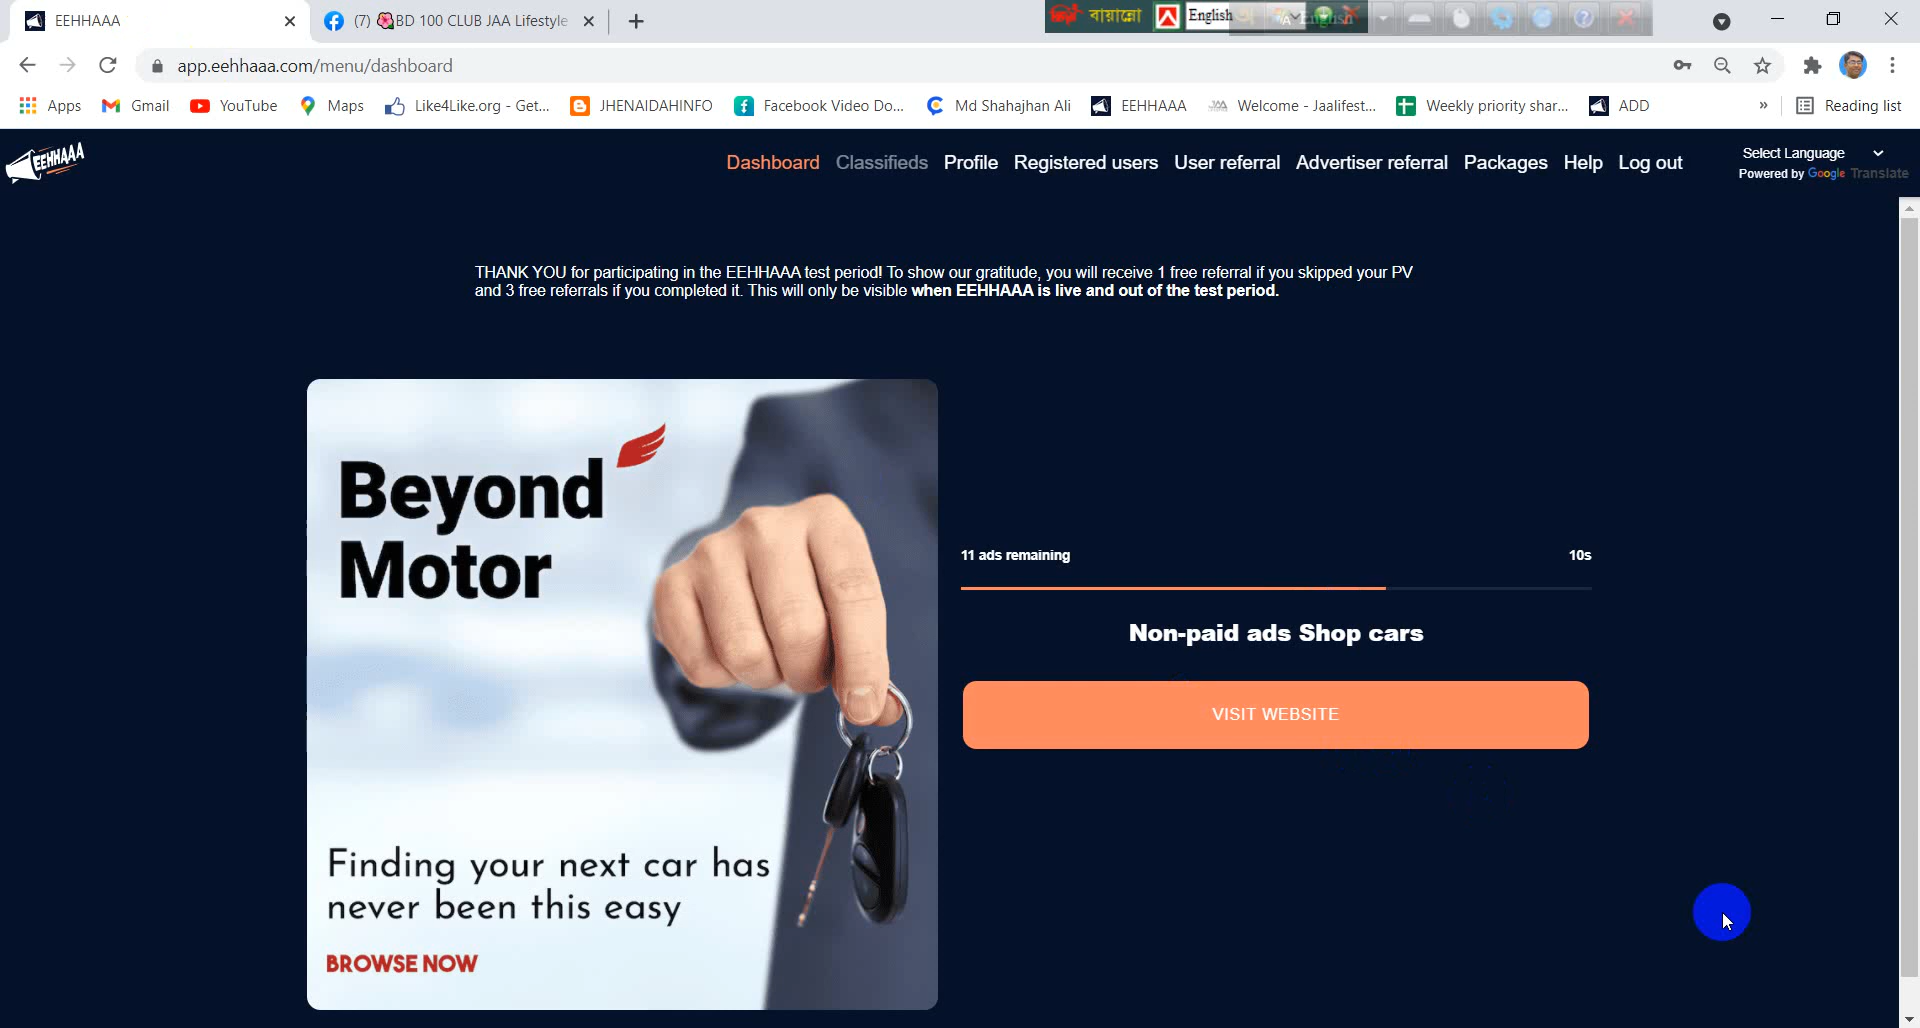 EEHHAAA
(7) 🌺BD 100 CLUB JAA Lifestyle
বায়ান্নো
English
app.eehhaaa.com/menu/dashboard
Apps
Gmail
YouTube
Maps
Like4Like.org - Get...
JHENAIDAHINFO
Facebook Video Do...
Md Shahajhan Ali
EEHHAAA
Welcome - Jaalifest...
Weekly priority shar...
ADD
»
Reading list
EEHHAAA
Dashboard
Classifieds
Profile
Registered users
User referral
Advertiser referral
Packages
Help
Log out
Select Language
Powered by Google Translate
THANK YOU for participating in the EEHHAAA test period! To show our gratitude, you will receive 1 free referral if you skipped your PV
and 3 free referrals if you completed it. This will only be visible when EEHHAAA is live and out of the test period.
Beyond
Motor
Finding your next car has
never been this easy
BROWSE NOW
11 ads remaining
10s
Non-paid ads Shop cars
VISIT WEBSITE